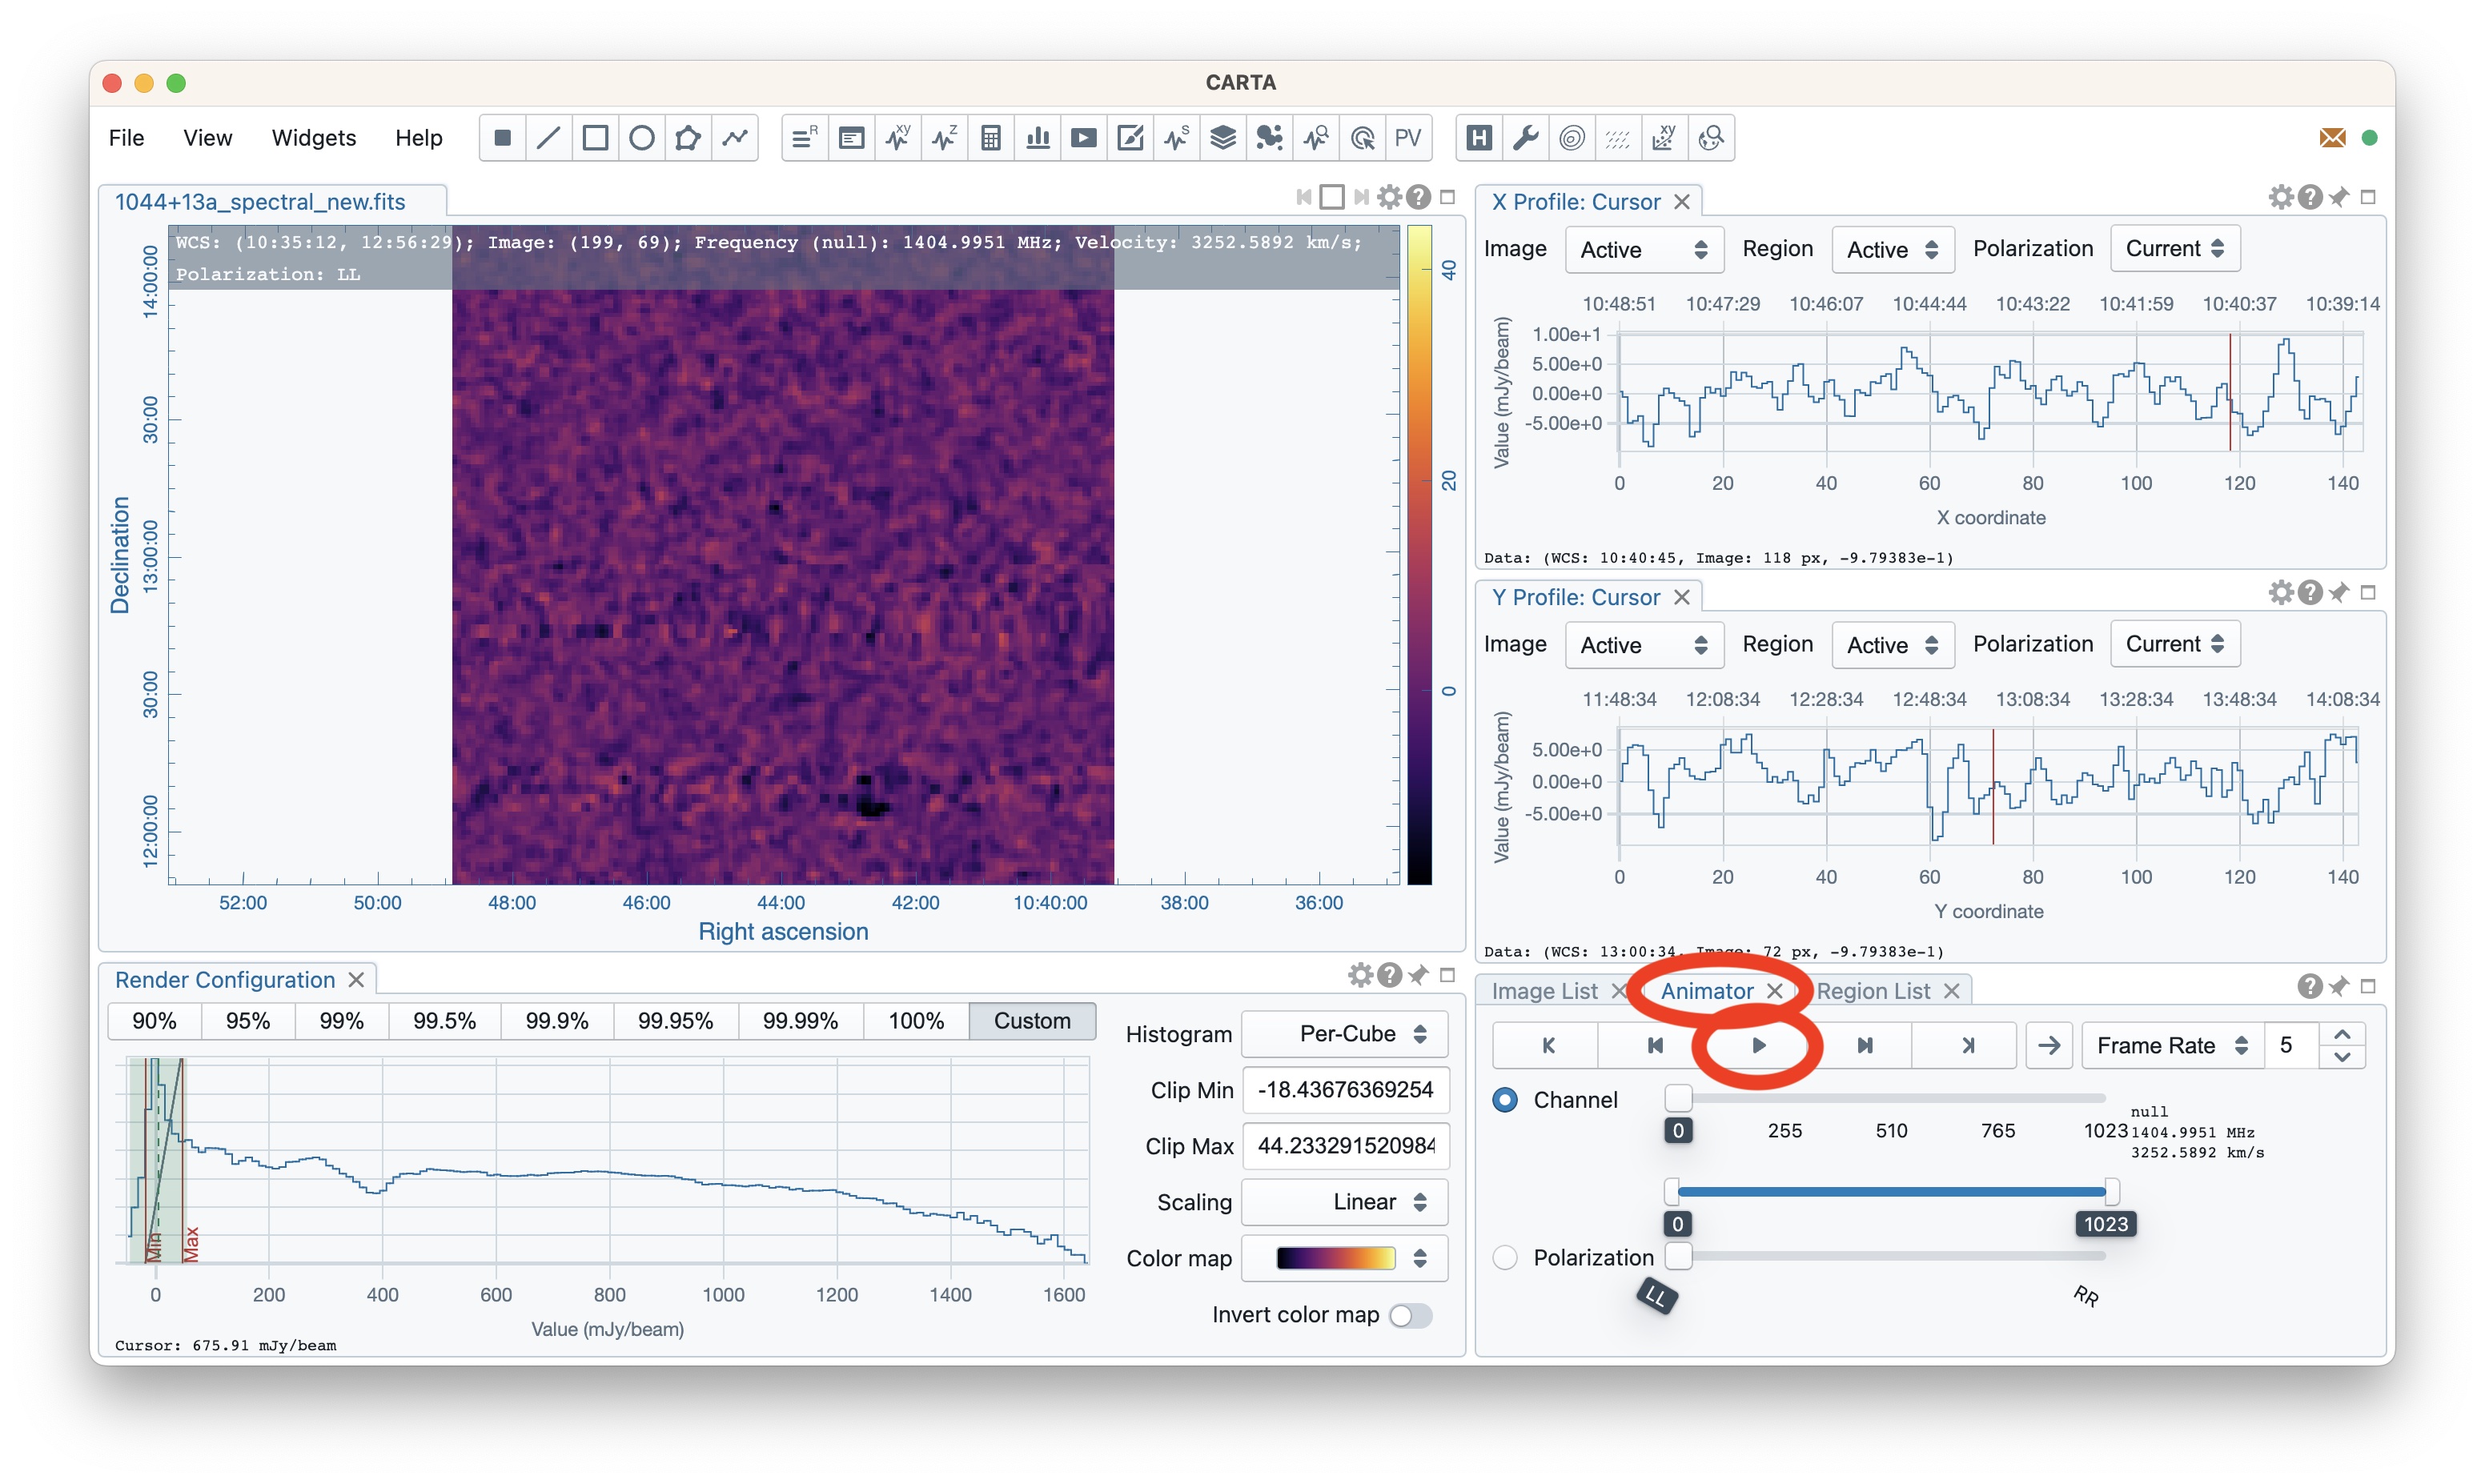 CARTA
File View Widgets Help
R XY Z S PV H XY
1044+13a_spectral_new.fits
WCS: (10:35:12, 12:56:29); Image: (199, 69); Frequency (null): 1404.9951 MHz; Velocity: 3252.5892 km/s;
Polarization: LL
Declination
14:00:00
30:00
13:00:00
30:00
12:00:00
52:00 50:00 48:00 46:00 44:00 42:00 10:40:00 38:00 36:00
Right ascension
40
20
0
X Profile: Cursor
Image Active Region Active Polarization Current
10:48:51 10:47:29 10:46:07 10:44:44 10:43:22 10:41:59 10:40:37 10:39:14
Value (mJy/beam)
1.00e+1
5.00e+0
0.00e+0
-5.00e+0
0 20 40 60 80 100 120 140
X coordinate
Data: (WCS: 10:40:45, Image: 118 px, -9.79383e-1)
Y Profile: Cursor
Image Active Region Active Polarization Current
11:48:34 12:08:34 12:28:34 12:48:34 13:08:34 13:28:34 13:48:34 14:08:34
Value (mJy/beam)
5.00e+0
0.00e+0
-5.00e+0
0 20 40 60 80 100 120 140
Y coordinate
Data: (WCS: 13:00:34, Image: 72 px, -9.79383e-1)
Render Configuration
90% 95% 99% 99.5% 99.9% 99.95% 99.99% 100% Custom
Min
Max
0 200 400 600 800 1000 1200 1400 1600
Value (mJy/beam)
Cursor: 675.91 mJy/beam
Histogram Per-Cube
Clip Min -18.43676369254
Clip Max 44.233291520984
Scaling Linear
Color map
Invert color map
Image List Animator Region List
Frame Rate 5
Channel
0 255 510 765 1023
null
1404.9951 MHz
3252.5892 km/s
0 1023
Polarization
LL RR